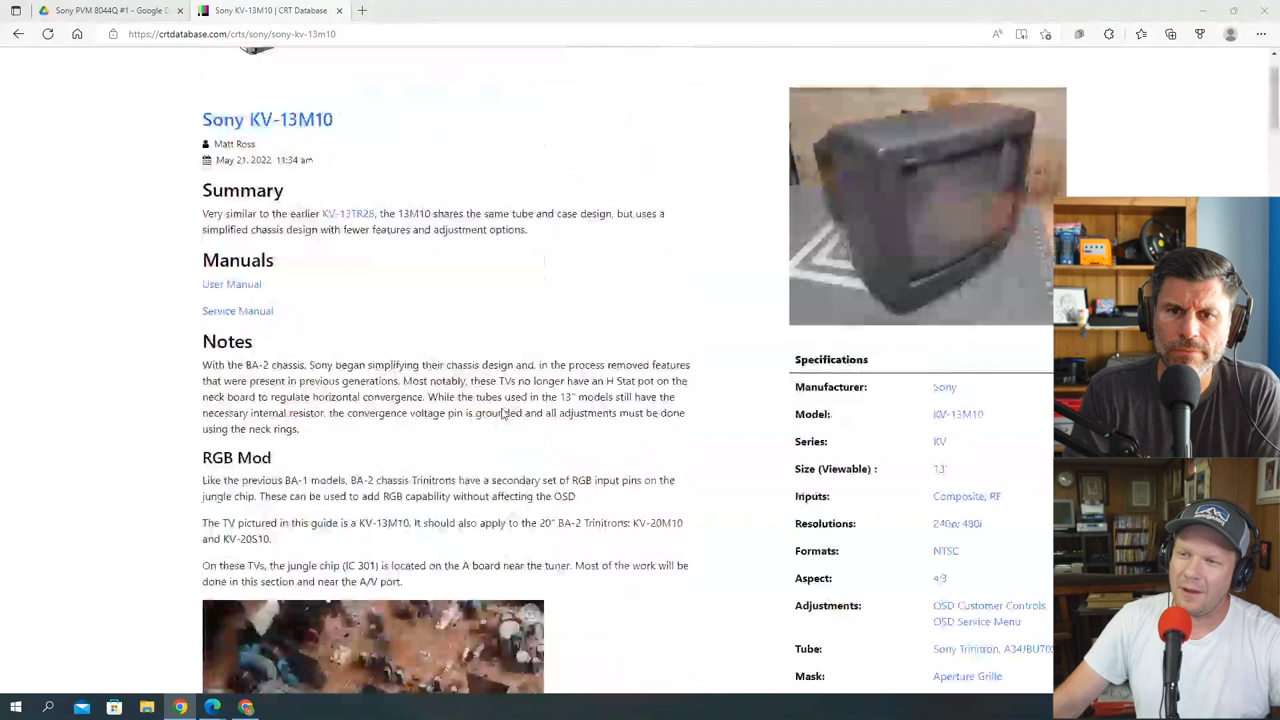 Sony PVM 8044Q #1 - Google D
Sony KV-13M10 | CRT Database
https://crtdatabase.com/crts/sony/sony-kv-13m10
Sony KV-13M10
Matt Ross
May 21, 2022, 11:34 am
Summary
Very similar to the earlier KV-13TR28, the 13M10 shares the same tube and case design, but uses a
simplified chassis design with fewer features and adjustment options.
Manuals
User Manual
Service Manual
Notes
With the BA-2 chassis, Sony began simplifying their chassis design and, in the process removed features
that were present in previous generations. Most notably, these TVs no longer have an H Stat pot on the
neck board to regulate horizontal convergence. While the tubes used in the 13" models still have the
necessary internal resistor, the convergence voltage pin is grounded and all adjustments must be done
using the neck rings.
RGB Mod
Like the previous BA-1 models, BA-2 chassis Trinitrons have a secondary set of RGB input pins on the
jungle chip. These can be used to add RGB capability without affecting the OSD
The TV pictured in this guide is a KV-13M10. It should also apply to the 20" BA-2 Trinitrons: KV-20M10
and KV-20S10.
On these TVs, the jungle chip (IC 301) is located on the A board near the tuner. Most of the work will be
done in this section and near the A/V port.
Specifications
Manufacturer: Sony
Model: KV-13M10
Series: KV
Size (Viewable) : 13"
Inputs: Composite, RF
Resolutions: 240p/480i
Formats: NTSC
Aspect: 4:3
Adjustments: OSD Customer Controls,
OSD Service Menu
Tube: Sony Trinitron, A34JBU70
Mask: Aperture Grille